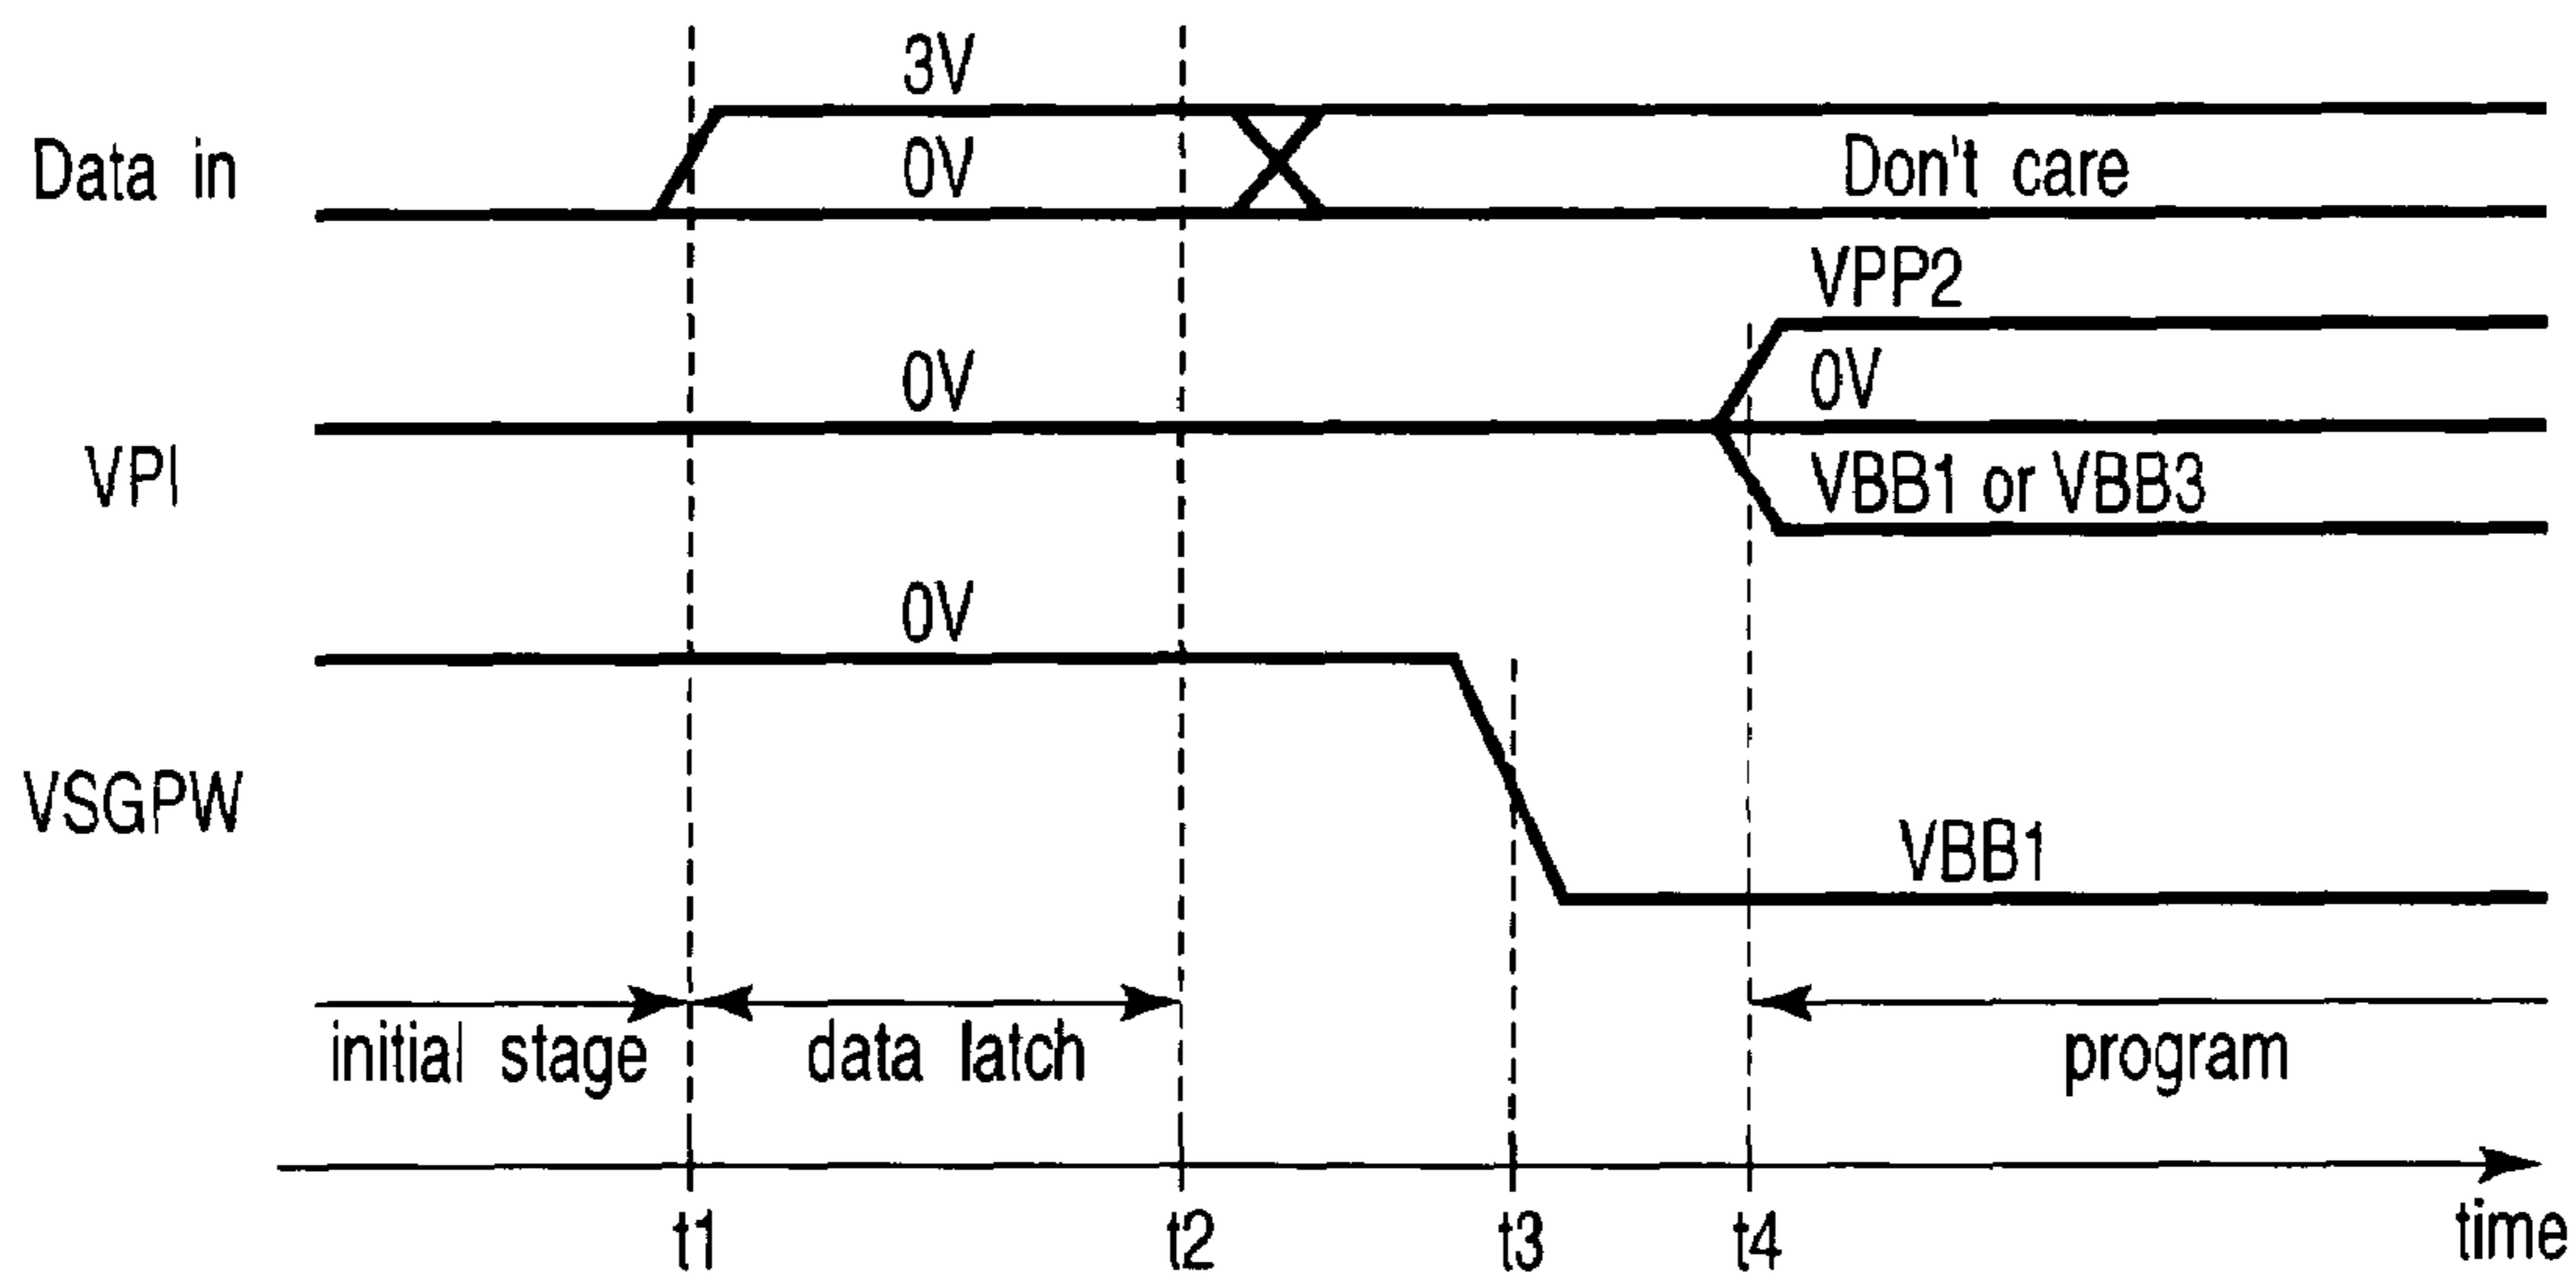 3V
Data in
0V
Don't care
VPP2
0V
0V
VPI
VBB1 or VBB3
0V
VSGPW
VBB1
initial stage
data latch
program
t1
t2
t3
t4
time